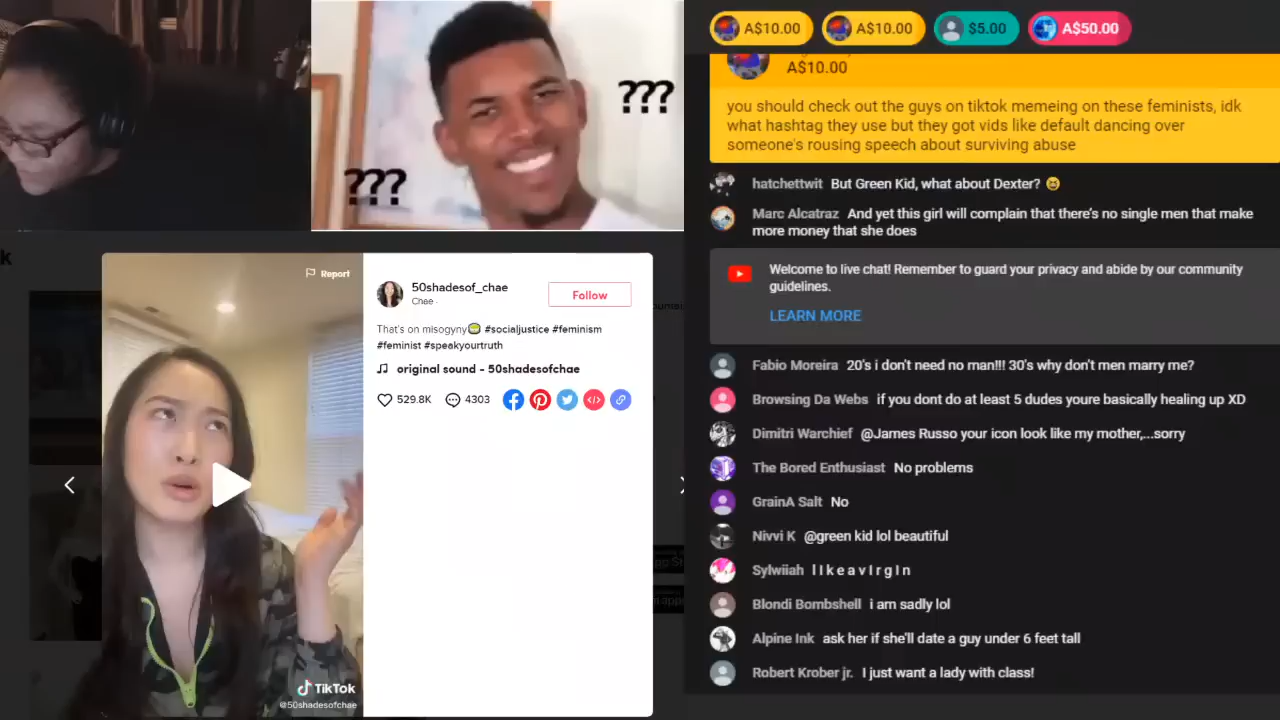 ???
???
k
Report
50shadesof_chae
Chae ·
Follow
That's on misogyny #socialjustice #feminism
#feminist #speakyourtruth
original sound - 50shadesofchae
529.8K
4303
TikTok
@50shadesofchae
A$10.00
A$10.00
$5.00
A$50.00
A$10.00
you should check out the guys on tiktok memeing on these feminists, idk
what hashtag they use but they got vids like default dancing over
someone's rousing speech about surviving abuse
hatchettwit But Green Kid, what about Dexter?
Marc Alcatraz And yet this girl will complain that there's no single men that make
more money that she does
Welcome to live chat! Remember to guard your privacy and abide by our community
guidelines.
LEARN MORE
Fabio Moreira 20's i don't need no man!!! 30's why don't men marry me?
Browsing Da Webs if you dont do at least 5 dudes youre basically healing up XD
Dimitri Warchief @James Russo your icon look like my mother,...sorry
The Bored Enthusiast No problems
GrainA Salt No
Nivvi K @green kid lol beautiful
Sylwiiah l I k e a v I r g I n
Blondi Bombshell i am sadly lol
Alpine Ink ask her if she'll date a guy under 6 feet tall
Robert Krober jr. I just want a lady with class!